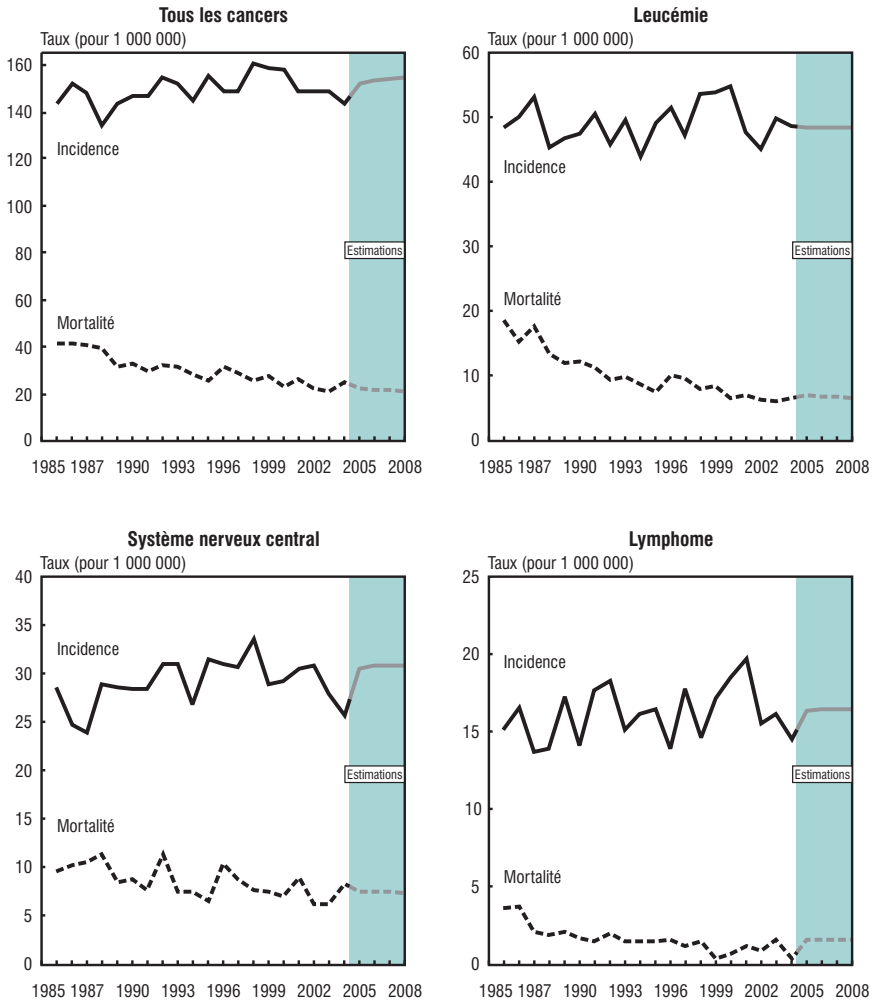 Tous les cancers
Taux (pour 1 000 000)
160
140
120
100
80
60
40
20
0
Incidence
Mortalité
Estimations
1985 1987 1990 1993 1996 1999 2002 2005 2008
Leucémie
Taux (pour 1 000 000)
60
50
40
30
20
10
0
Incidence
Mortalité
Estimations
1985 1987 1990 1993 1996 1999 2002 2005 2008
Système nerveux central
Taux (pour 1 000 000)
40
35
30
25
20
15
10
5
0
Incidence
Mortalité
Estimations
1985 1987 1990 1993 1996 1999 2002 2005 2008
Lymphome
Taux (pour 1 000 000)
25
20
15
10
5
0
Incidence
Mortalité
Estimations
1985 1987 1990 1993 1996 1999 2002 2005 2008